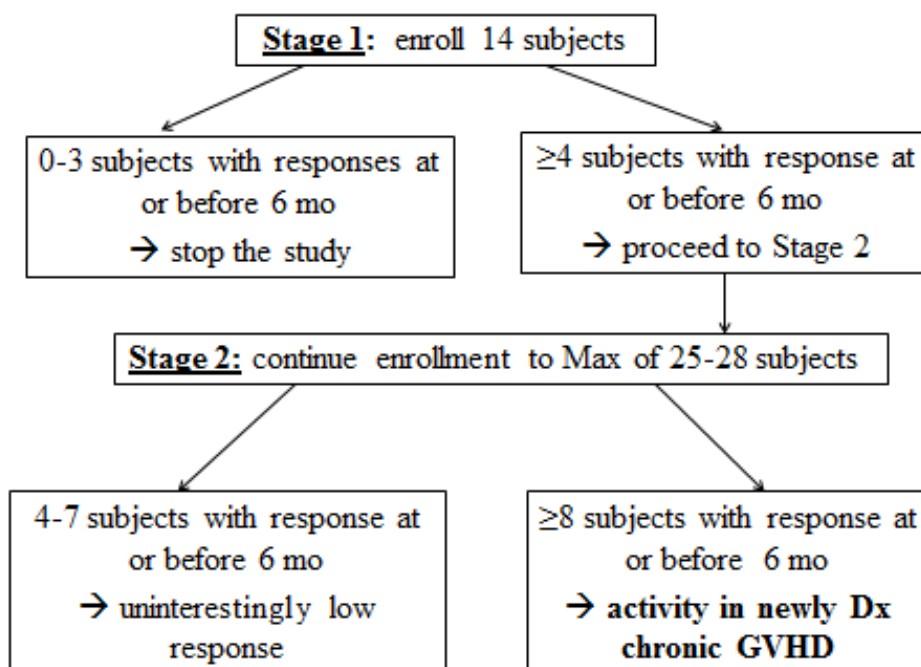 Stage 1: enroll 14 subjects
0-3 subjects with responses at
or before 6 mo
→ stop the study
≥4 subjects with response at
or before 6 mo
→ proceed to Stage 2
Stage 2: continue enrollment to Max of 25-28 subjects
4-7 subjects with response at
or before 6 mo
→ uninterestingly low
response
≥8 subjects with response at
or before 6 mo
→ activity in newly Dx
chronic GVHD